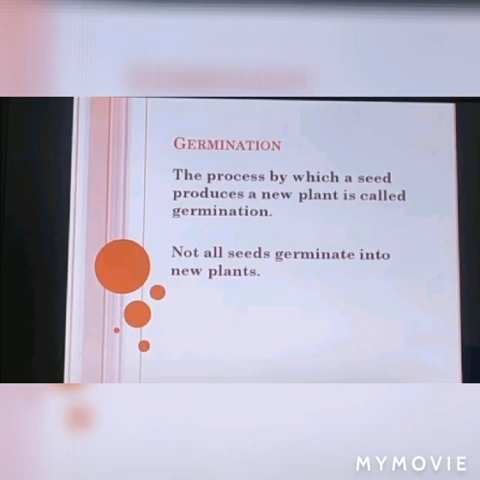 GERMINATION
The process by which a seed
produces a new plant is called
germination.
Not all seeds germinate into
new plants.
MYMOVIE